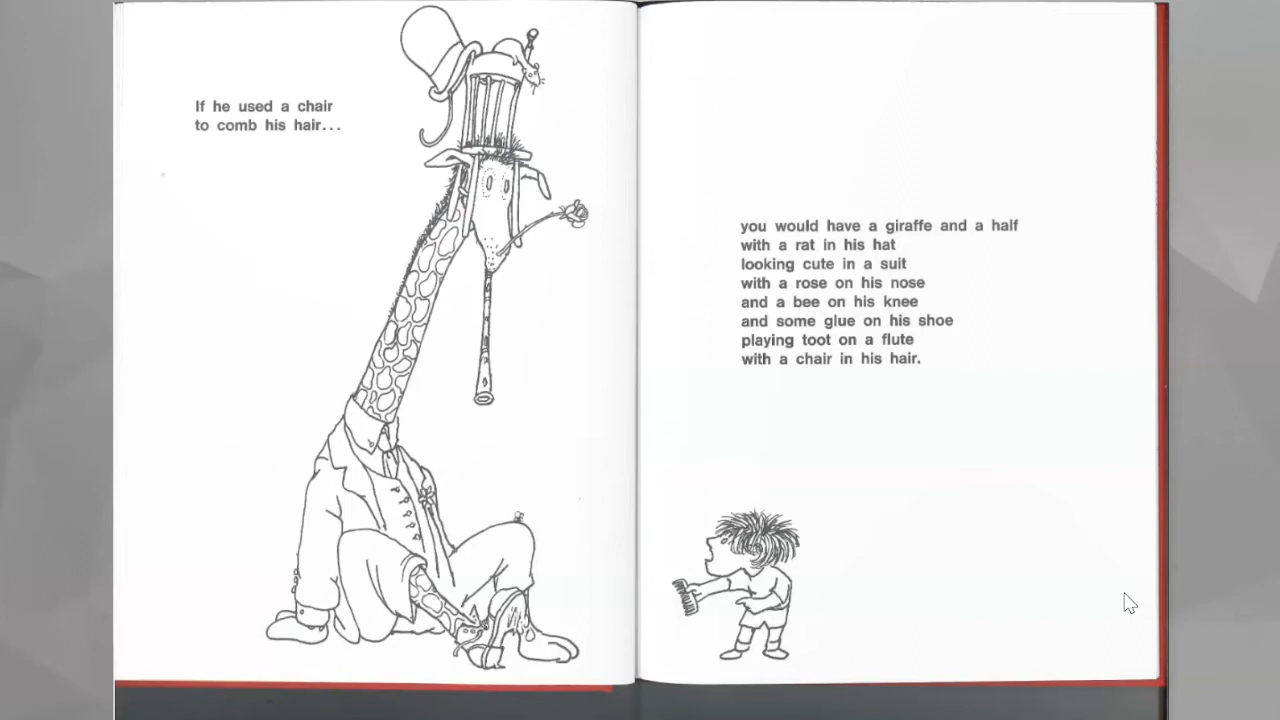 If he used a chair
to comb his hair...
you would have a giraffe and a half
with a rat in his hat
looking cute in a suit
with a rose on his nose
and a bee on his knee
and some glue on his shoe
playing toot on a flute
with a chair in his hair.